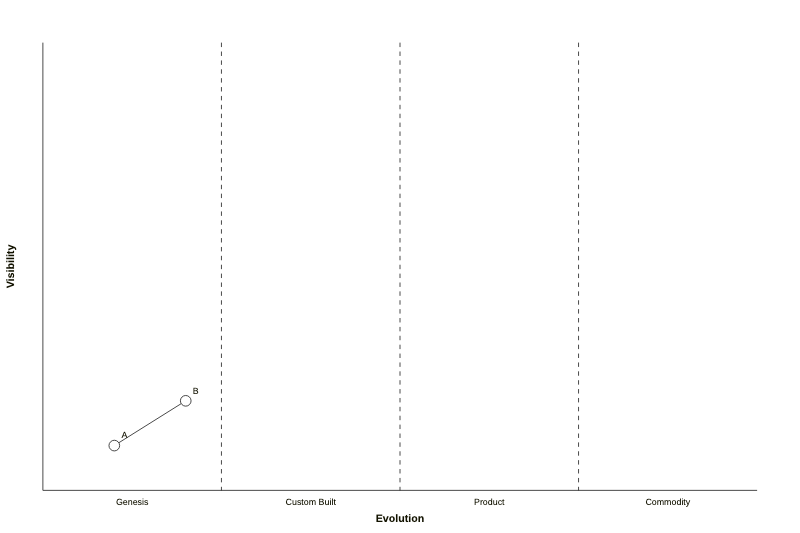 Visibility
B
A
Genesis
Custom Built
Product
Commodity
Evolution